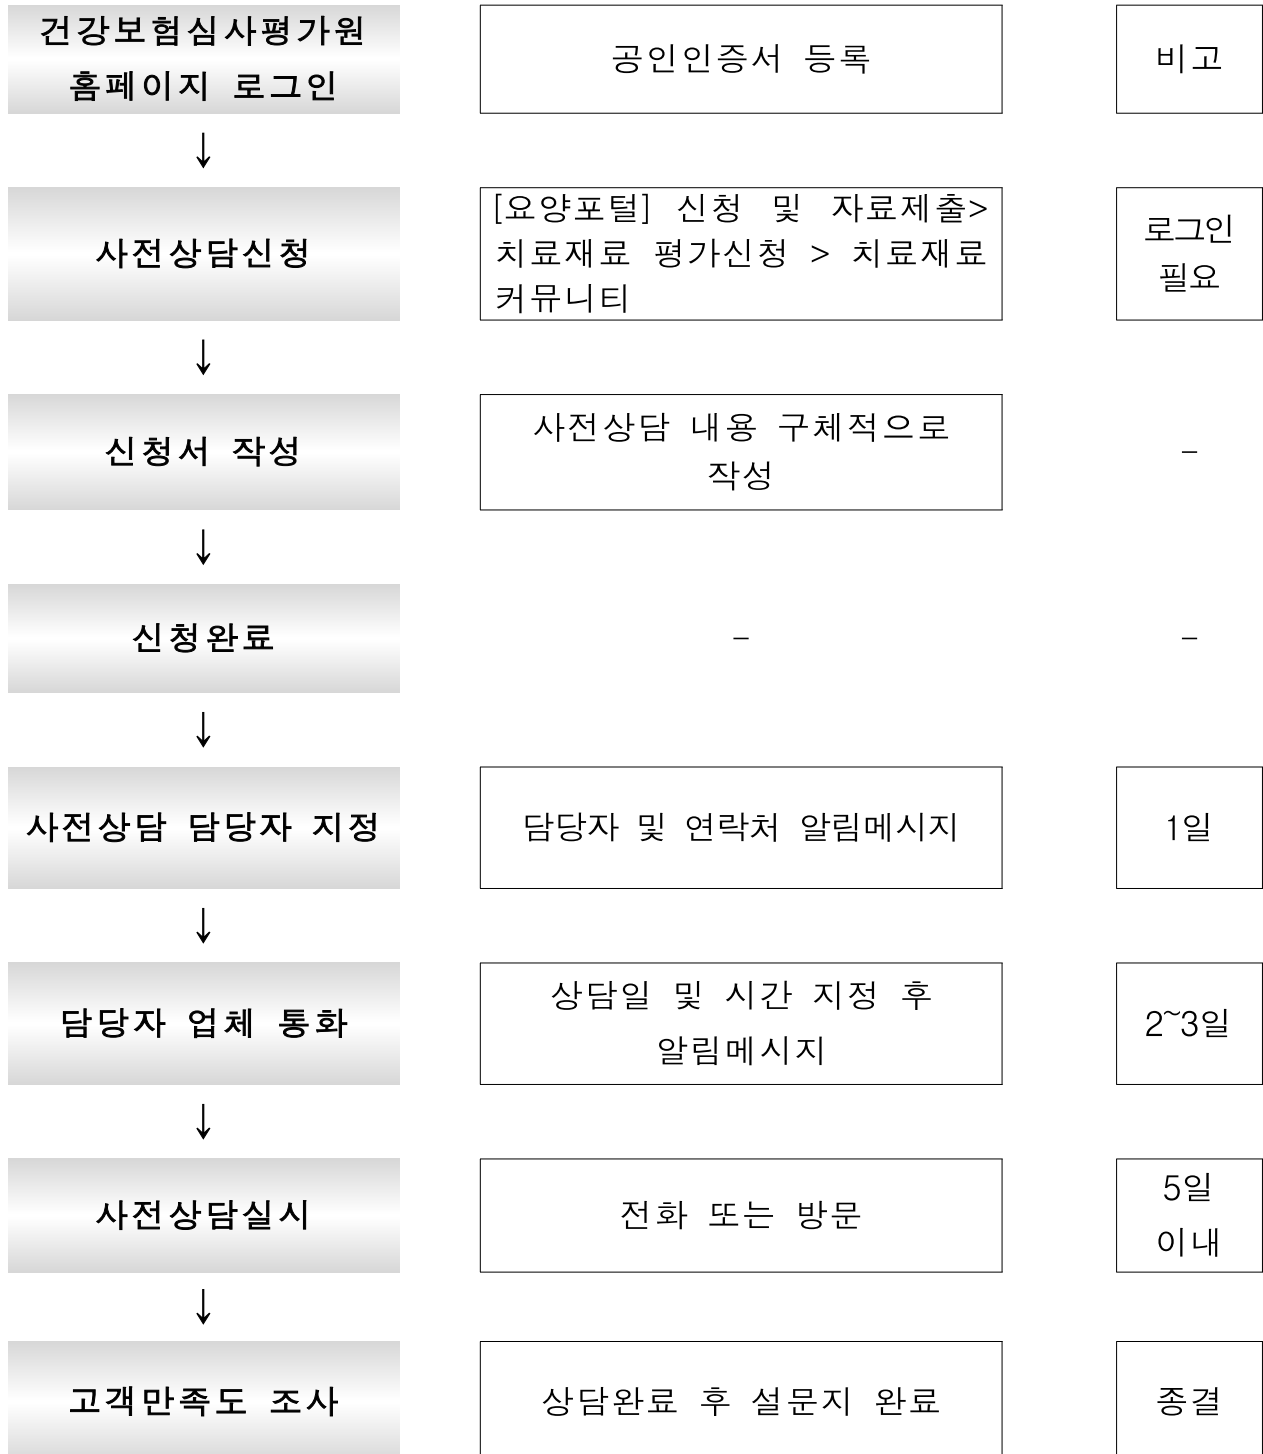 건강보험심사평가원
홈페이지 로그인
공인인증서 등록
비고
↓
사전상담신청
[요양포털] 신청 및 자료제출>
치료재료 평가신청 > 치료재료
커뮤니티
로그인
필요
↓
신청서 작성
사전상담 내용 구체적으로
작성
-
↓
신청완료
-
-
↓
사전상담 담당자 지정
담당자 및 연락처 알림메시지
1일
↓
담당자 업체 통화
상담일 및 시간 지정 후
알림메시지
2~3일
↓
사전상담실시
전화 또는 방문
5일
이내
↓
고객만족도 조사
상담완료 후 설문지 완료
종결